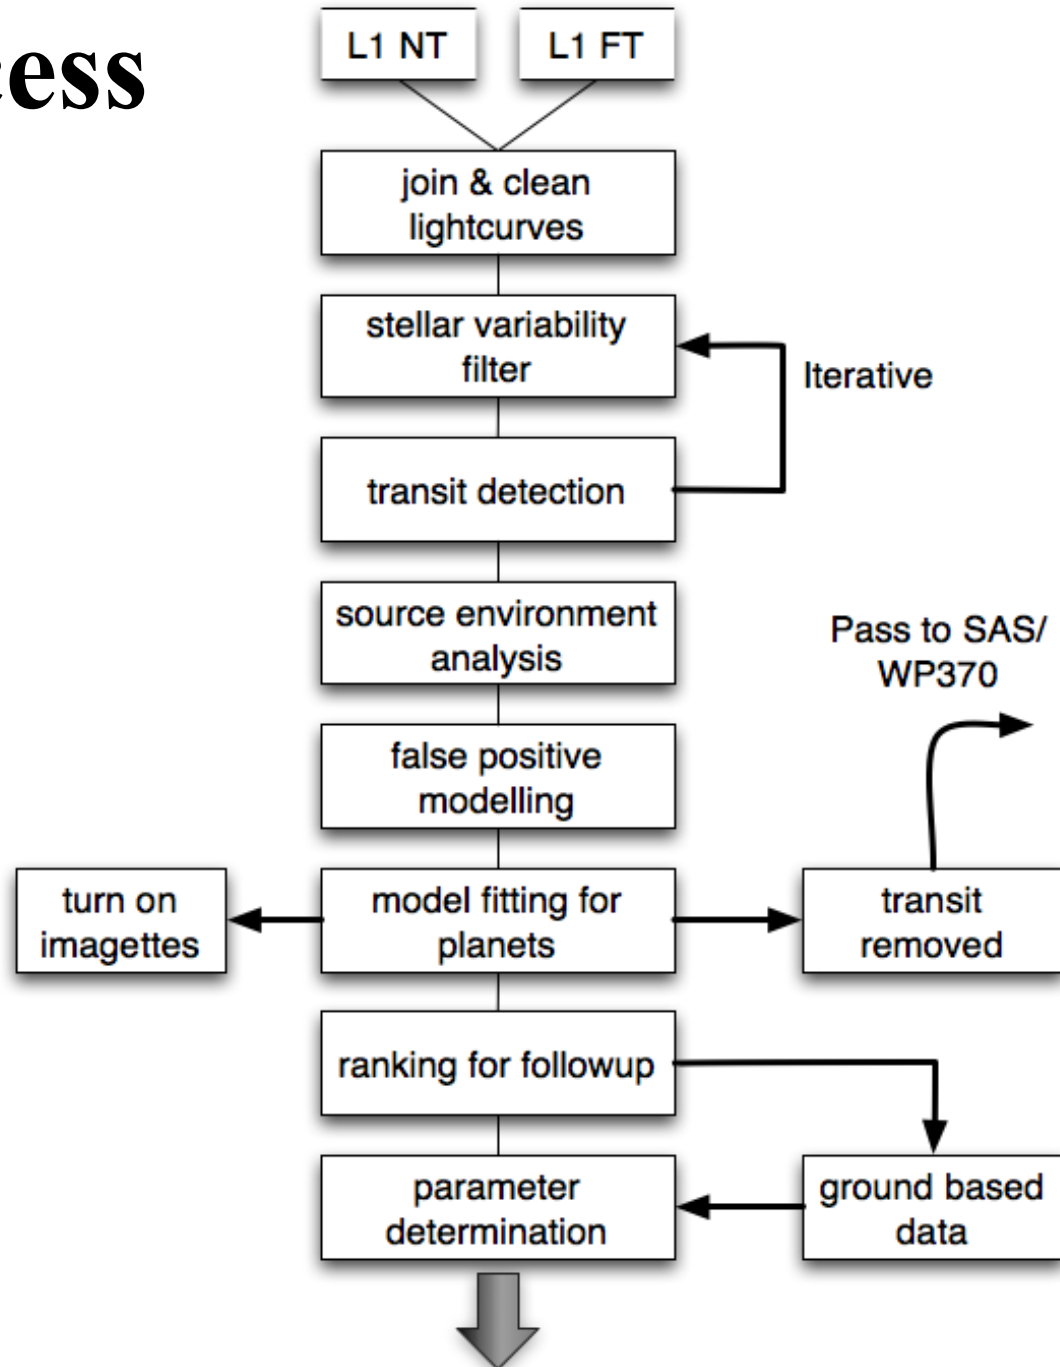 cess
L1 NT
L1 FT
join & clean
lightcurves
stellar variability
filter
Iterative
transit detection
source environment
analysis
Pass to SAS/
WP370
false positive
modelling
turn on
imagettes
model fitting for
planets
transit
removed
ranking for followup
parameter
determination
ground based
data